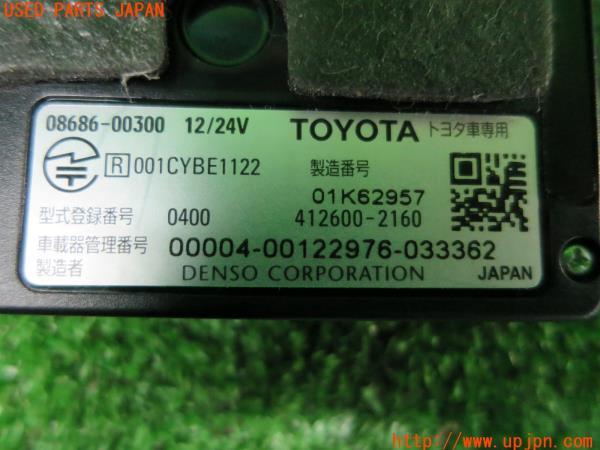 USED PARTS JAPAN
08686-00300 12/24V TOYOTA トヨタ車専用
R 001CYBE1122 製造番号
01K62957
型式登録番号 0400 412600-2160
車載器管理番号 00004-00122976-033362
製造者 DENSO CORPORATION JAPAN
http://www.upjpn.com/